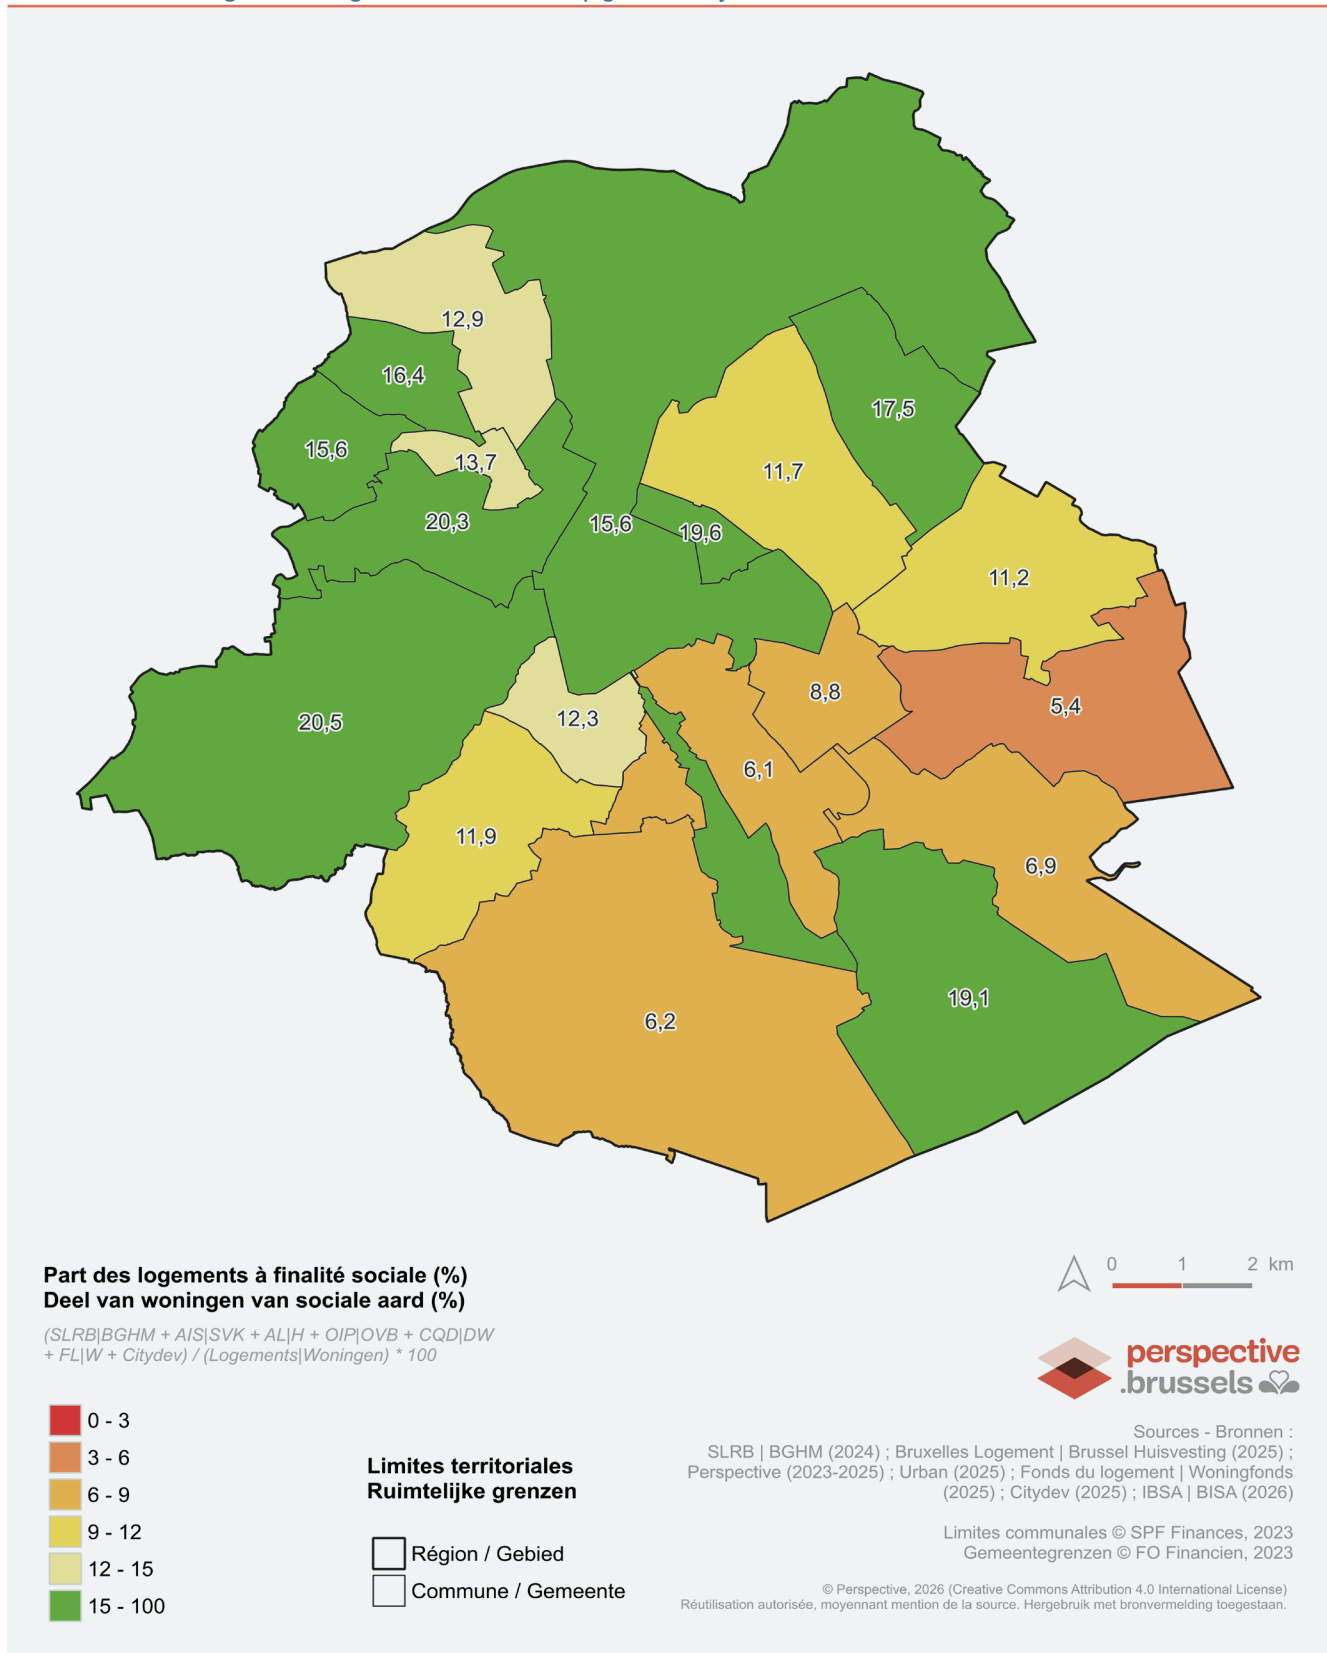 12,9
16,4
17,5
15,6
13,7
11,7
20,3
15,6
19,6
11,2
8,8
5,4
20,5
12,3
6,1
11,9
6,9
19,1
6,2
Part des logements à finalité sociale (%)
Deel van woningen van sociale aard (%)
(SLRB|BGHM + AIS|SVK + AL|H + OIP|OVB + CQD|DW
+ FL|W + Citydev) / (Logements|Woningen) * 100
0 - 3
3 - 6
6 - 9
9 - 12
12 - 15
15 - 100
Limites territoriales
Ruimtelijke grenzen
Région / Gebied
Commune / Gemeente
0 1 2 km
perspective
.brussels
Sources - Bronnen :
SLRB | BGHM (2024) ; Bruxelles Logement | Brussel Huisvesting (2025) ;
Perspective (2023-2025) ; Urban (2025) ; Fonds du logement | Woningfonds
(2025) ; Citydev (2025) ; IBSA | BISA (2026)
Limites communales © SPF Finances, 2023
Gemeentegrenzen © FO Financien, 2023
© Perspective, 2026 (Creative Commons Attribution 4.0 International License)
Réutilisation autorisée, moyennant mention de la source. Hergebruik met bronvermelding toegestaan.